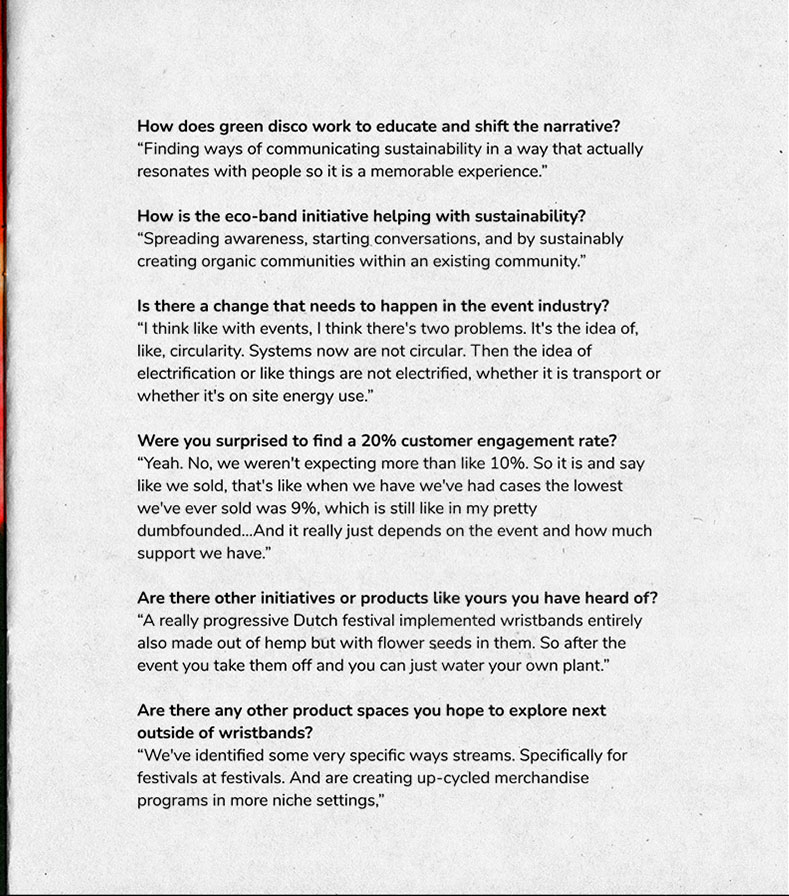 How does green disco work to educate and shift the narrative?
“Finding ways of communicating sustainability in a way that actually
resonates with people so it is a memorable experience.”
How is the eco-band initiative helping with sustainability?
“Spreading awareness, starting conversations, and by sustainably
creating organic communities within an existing community.”
Is there a change that needs to happen in the event industry?
“I think like with events, I think there's two problems. It's the idea of,
like, circularity. Systems now are not circular. Then the idea of
electrification or like things are not electrified, whether it is transport or
whether it's on site energy use.”
Were you surprised to find a 20% customer engagement rate?
“Yeah. No, we weren't expecting more than like 10%. So it is and say
like we sold, that's like when we have we've had cases the lowest
we've ever sold was 9%, which is still like in my pretty
dumbfounded...And it really just depends on the event and how much
support we have.”
Are there other initiatives or products like yours you have heard of?
“A really progressive Dutch festival implemented wristbands entirely
also made out of hemp but with flower seeds in them. So after the
event you take them off and you can just water your own plant.”
Are there any other product spaces you hope to explore next
outside of wristbands?
“We've identified some very specific ways streams. Specifically for
festivals at festivals. And are creating up-cycled merchandise
programs in more niche settings,”